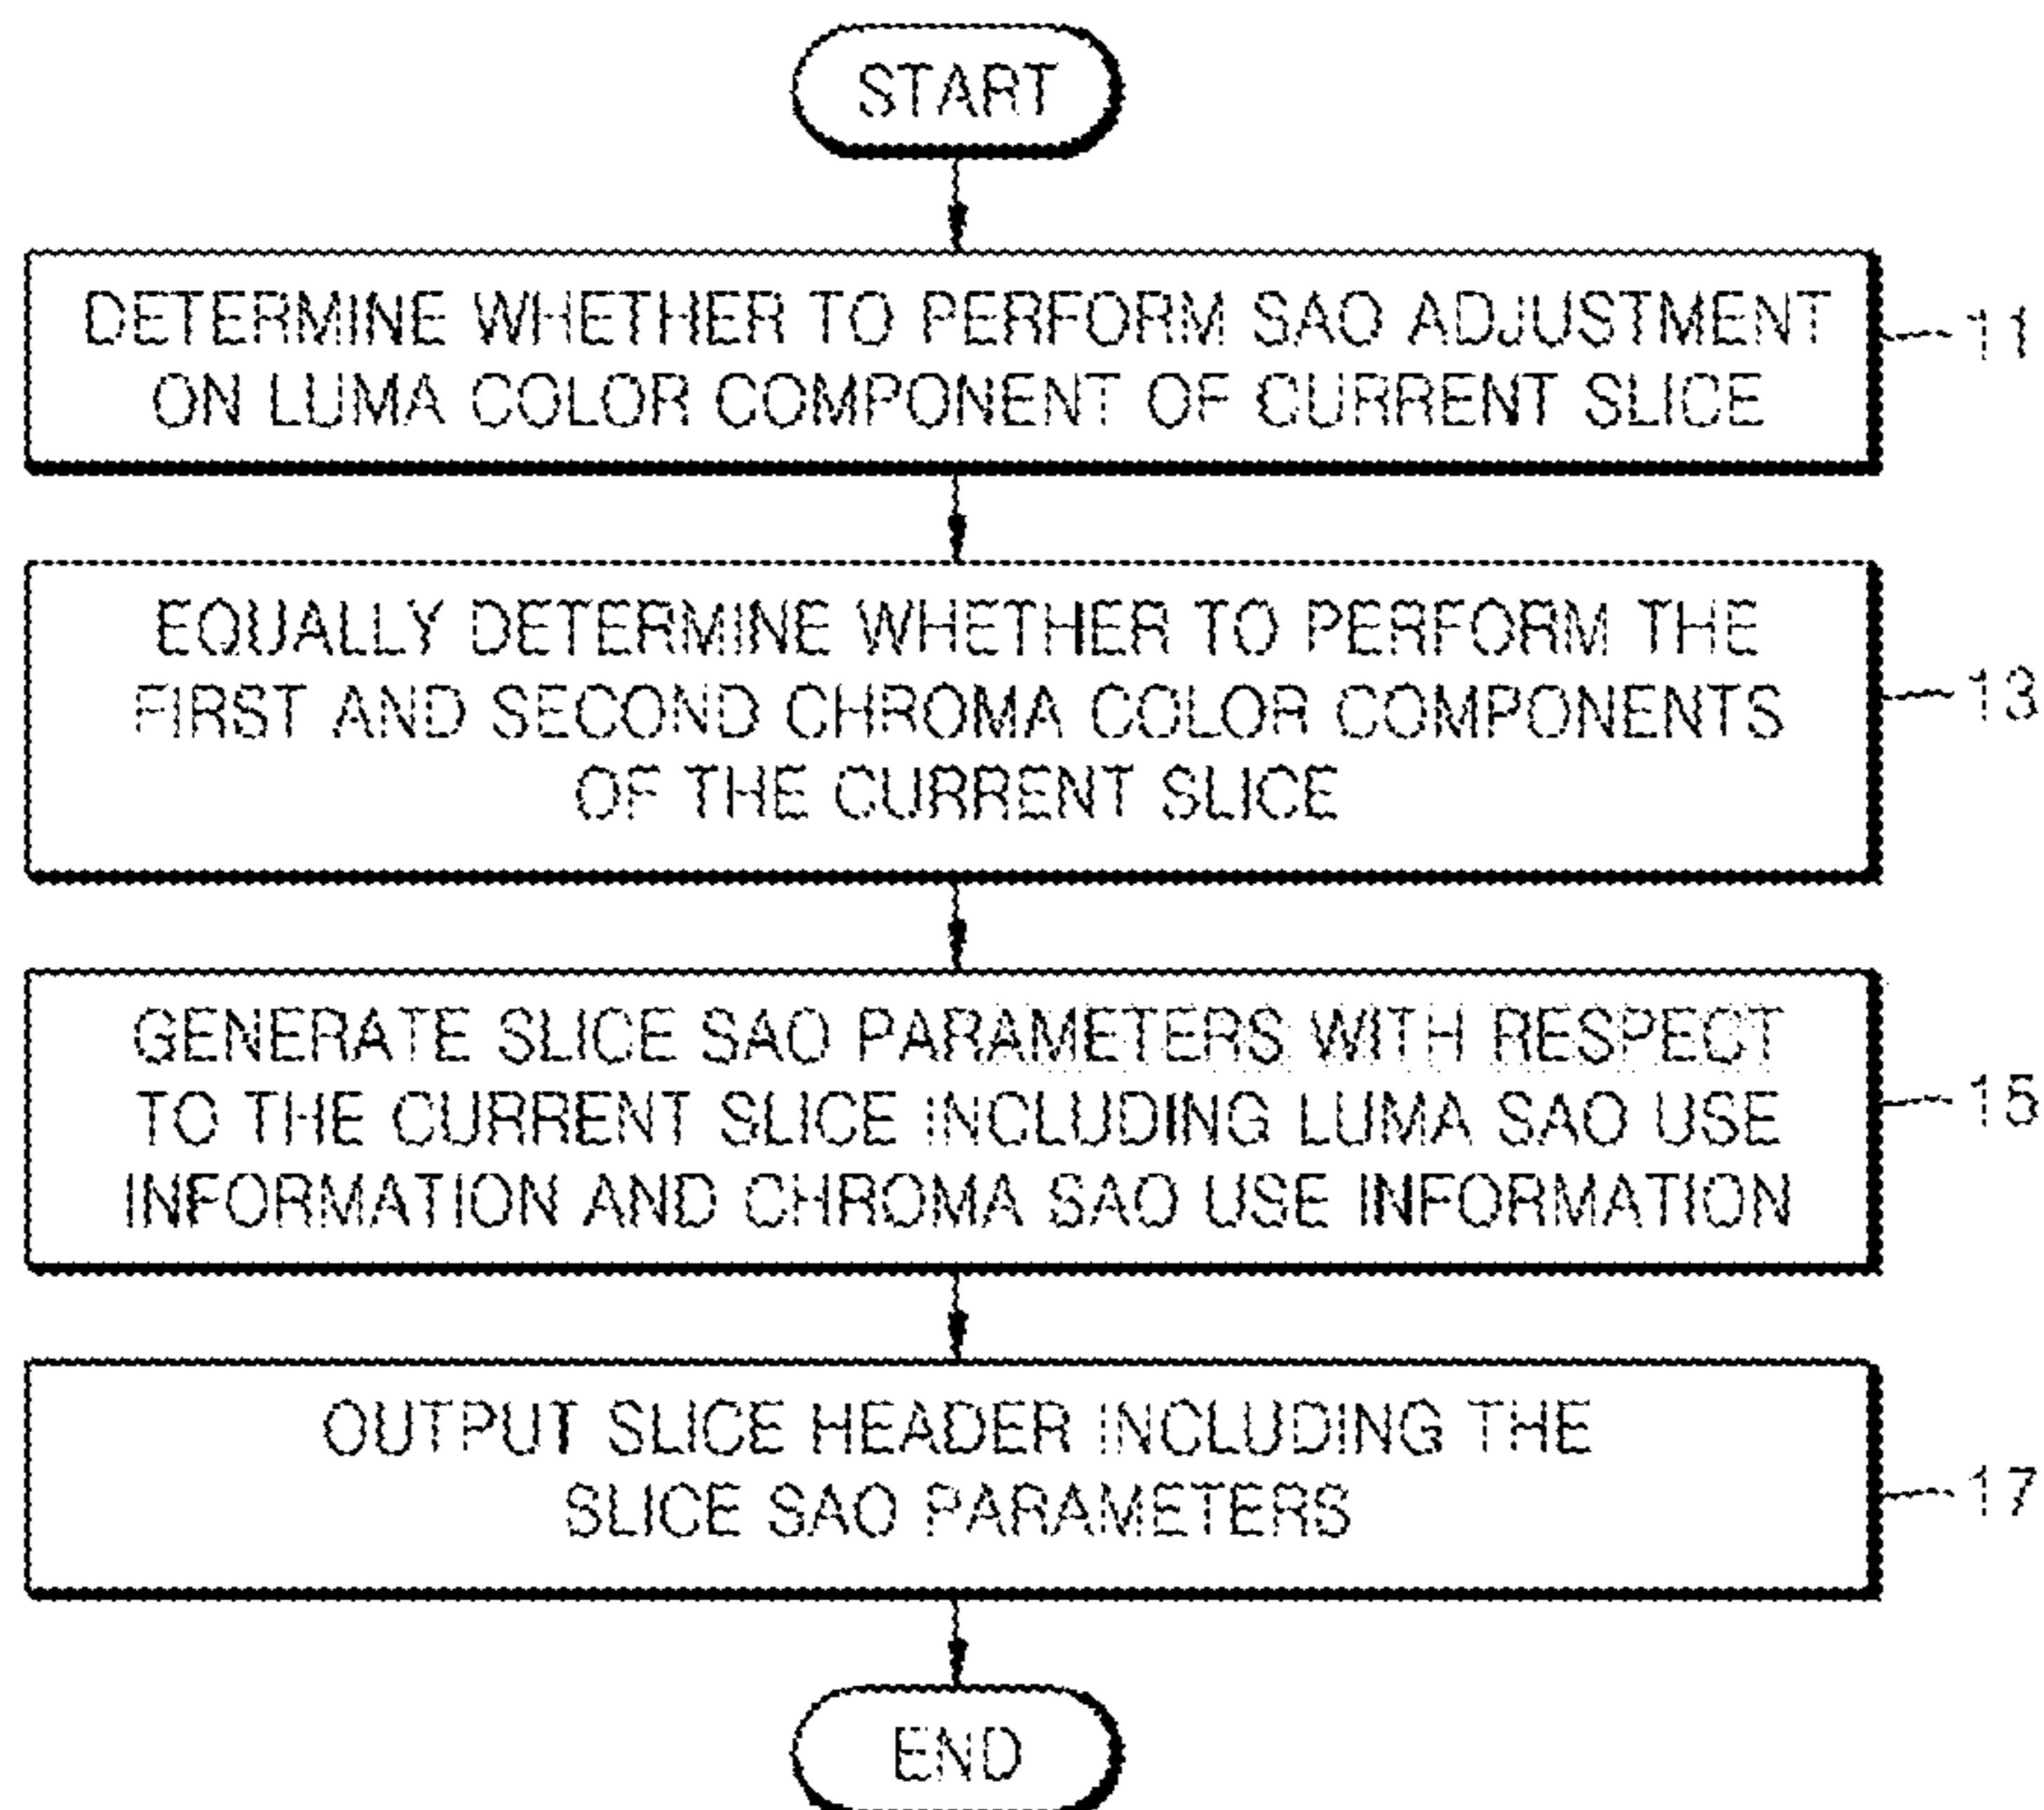 START
DETERMINE WHETHER TO PERFORM SAO ADJUSTMENT
ON LUMA COLOR COMPONENT OF CURRENT SLICE
11
EQUALLY DETERMINE WHETHER TO PERFORM THE
FIRST AND SECOND CHROMA COLOR COMPONENTS
OF THE CURRENT SLICE
13
GENERATE SLICE SAO PARAMETERS WITH RESPECT
TO THE CURRENT SLICE INCLUDING LUMA SAO USE
INFORMATION AND CHROMA SAO USE INFORMATION
15
OUTPUT SLICE HEADER INCLUDING THE
SLICE SAO PARAMETERS
17
END